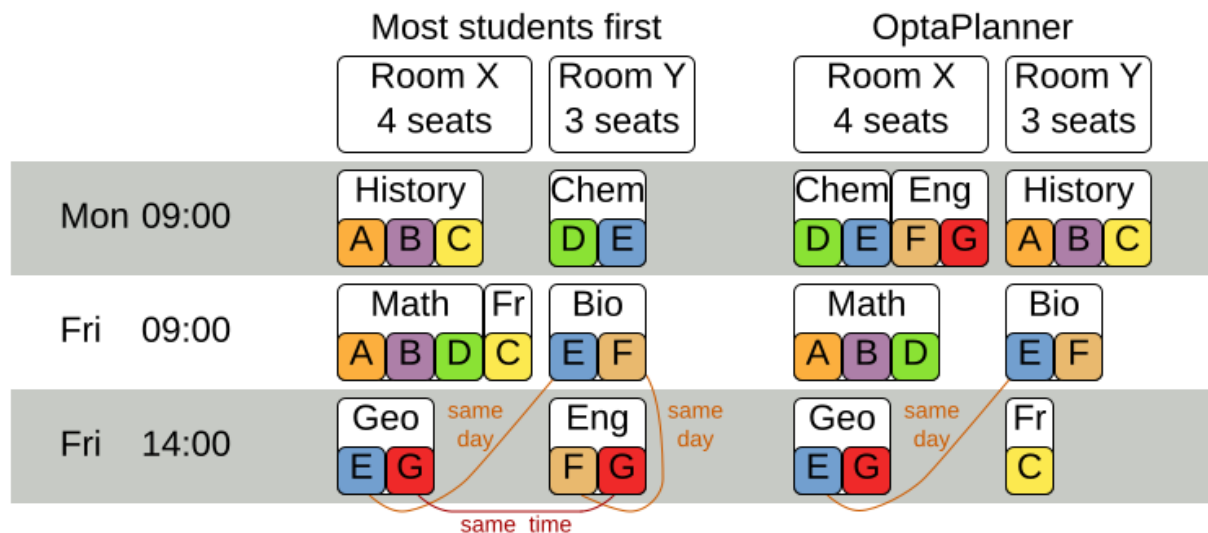 Most students first OptaPlanner
Room X Room Y Room X Room Y
4 seats 3 seats 4 seats 3 seats
History Chem Chem Eng History
Mon 09:00
A B C D E D E F G A B C
Math Fr Bio Math Bio
Fri 09:00
A B D C E F A B D E F
Geo same day Eng same day Geo same day Fr
Fri 14:00
E G F G E G C
same time